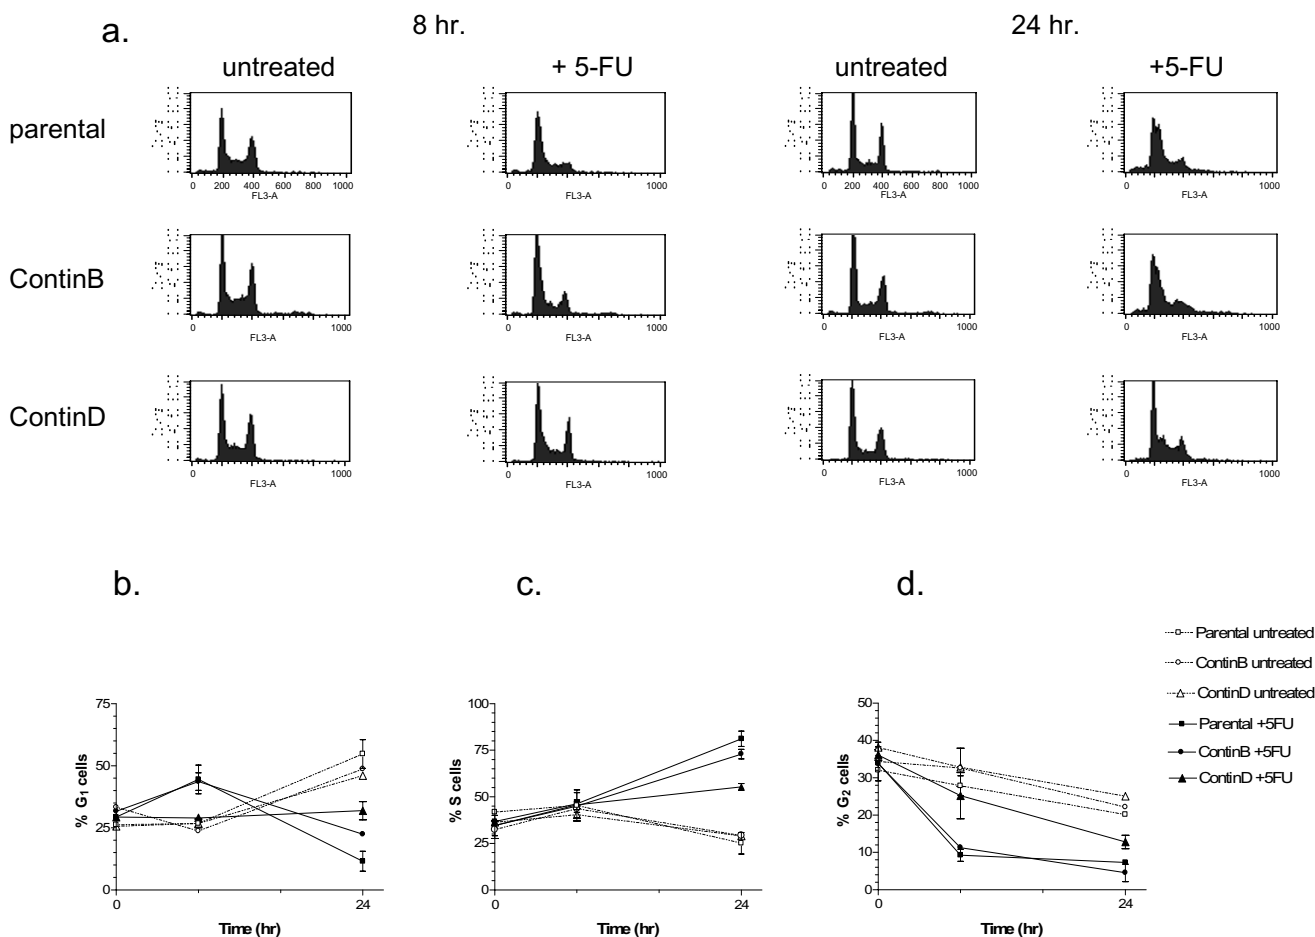 a.
8 hr.
24 hr.
untreated
+ 5-FU
untreated
+5-FU
parental
0 200 400 600 800 1000
FL3-A
0 1000
FL3-A
0 200 400 600 800 1000
FL3-A
0 1000
FL3-A
ContinB
0 1000
FL3-A
0 1000
FL3-A
0 1000
FL3-A
0 1000
FL3-A
ContinD
0 1000
FL3-A
0 1000
FL3-A
0 1000
FL3-A
0 1000
FL3-A
b.
c.
d.
% G1 cells
75
50
25
0
0 24
Time (hr)
% S cells
100
75
50
25
0
0 24
Time (hr)
% G2 cells
50
40
30
20
10
0
0 24
Time (hr)
Parental untreated
ContinB untreated
ContinD untreated
Parental +5FU
ContinB +5FU
ContinD +5FU